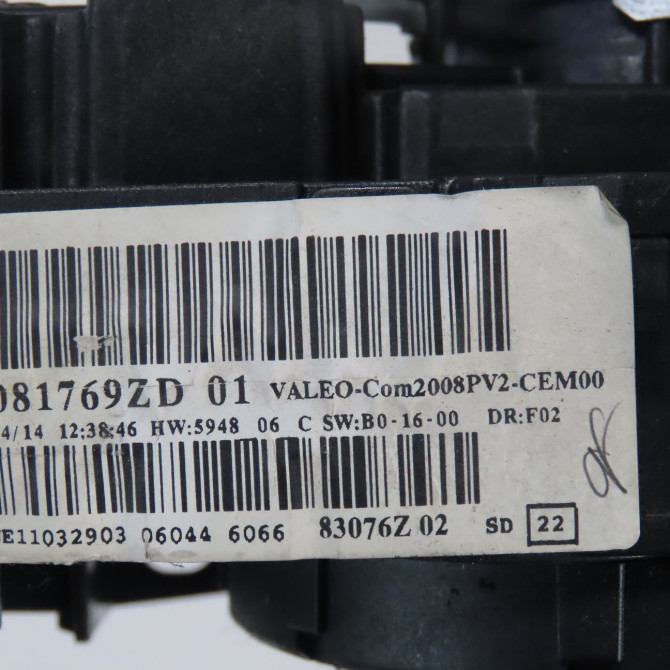 081769ZD 01 VALEO-Com2008PV2-CEM00
4/14 12:38:46 HW:5948 06 C SW:B0-16-00 DR:F02
E11032903 06044 6066 83076Z 02 SD 22